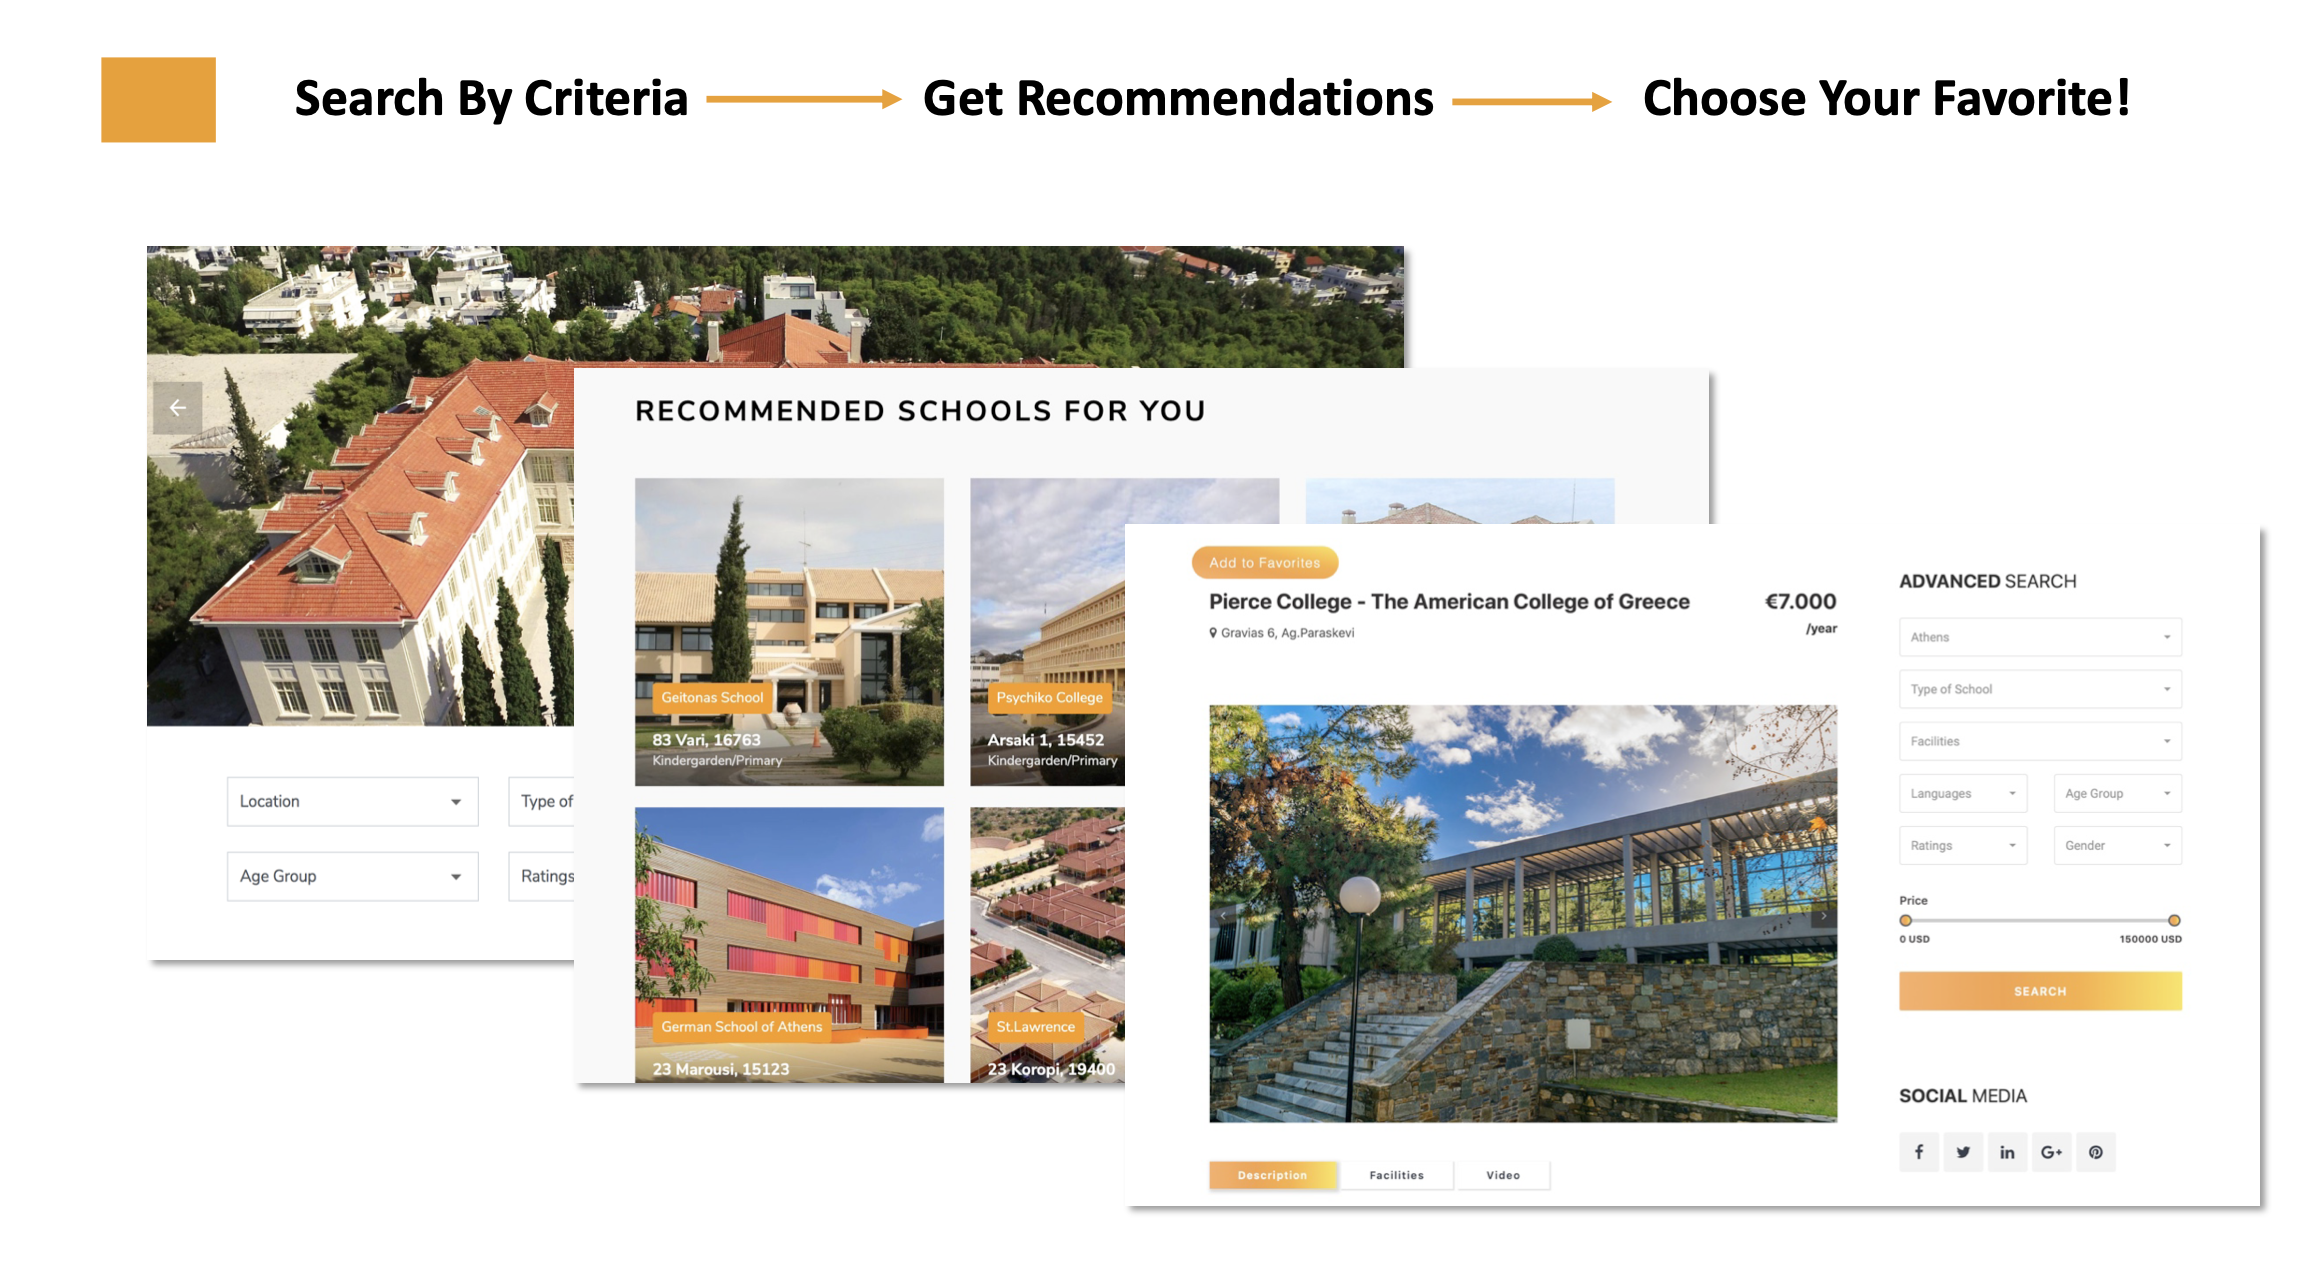 Search By Criteria
Get Recommendations
Choose Your Favorite!
Location
Type of
Age Group
Ratings
RECOMMENDED SCHOOLS FOR YOU
Geitonas School
83 Vari, 16763
Kindergarden/Primary
Psychiko College
Arsaki 1, 15452
Kindergarden/Primary
German School of Athens
23 Marousi, 15123
St.Lawrence
23 Koropi, 19400
Add to Favorites
Pierce College - The American College of Greece
€7.000
/year
Gravias 6, Ag.Paraskevi
Description
Facilities
Video
ADVANCED SEARCH
Athens
Type of School
Facilities
Languages
Age Group
Ratings
Gender
Price
0 USD
150000 USD
SEARCH
SOCIAL MEDIA
f
in
G+